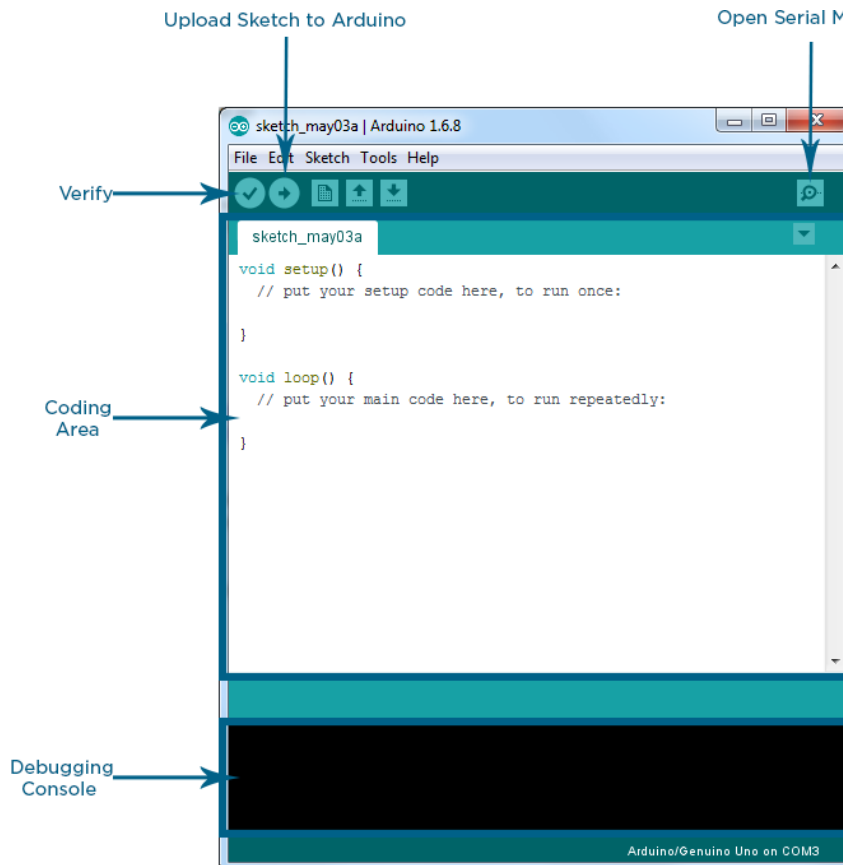 Upload Sketch to Arduino
Open Serial M
sketch_may03a | Arduino 1.6.8
File Edit Sketch Tools Help
Verify
sketch_may03a
void setup() {
// put your setup code here, to run once:
}
void loop() {
// put your main code here, to run repeatedly:
Coding
Area
}
Debugging
Console
Arduino/Genuino Uno on COM3